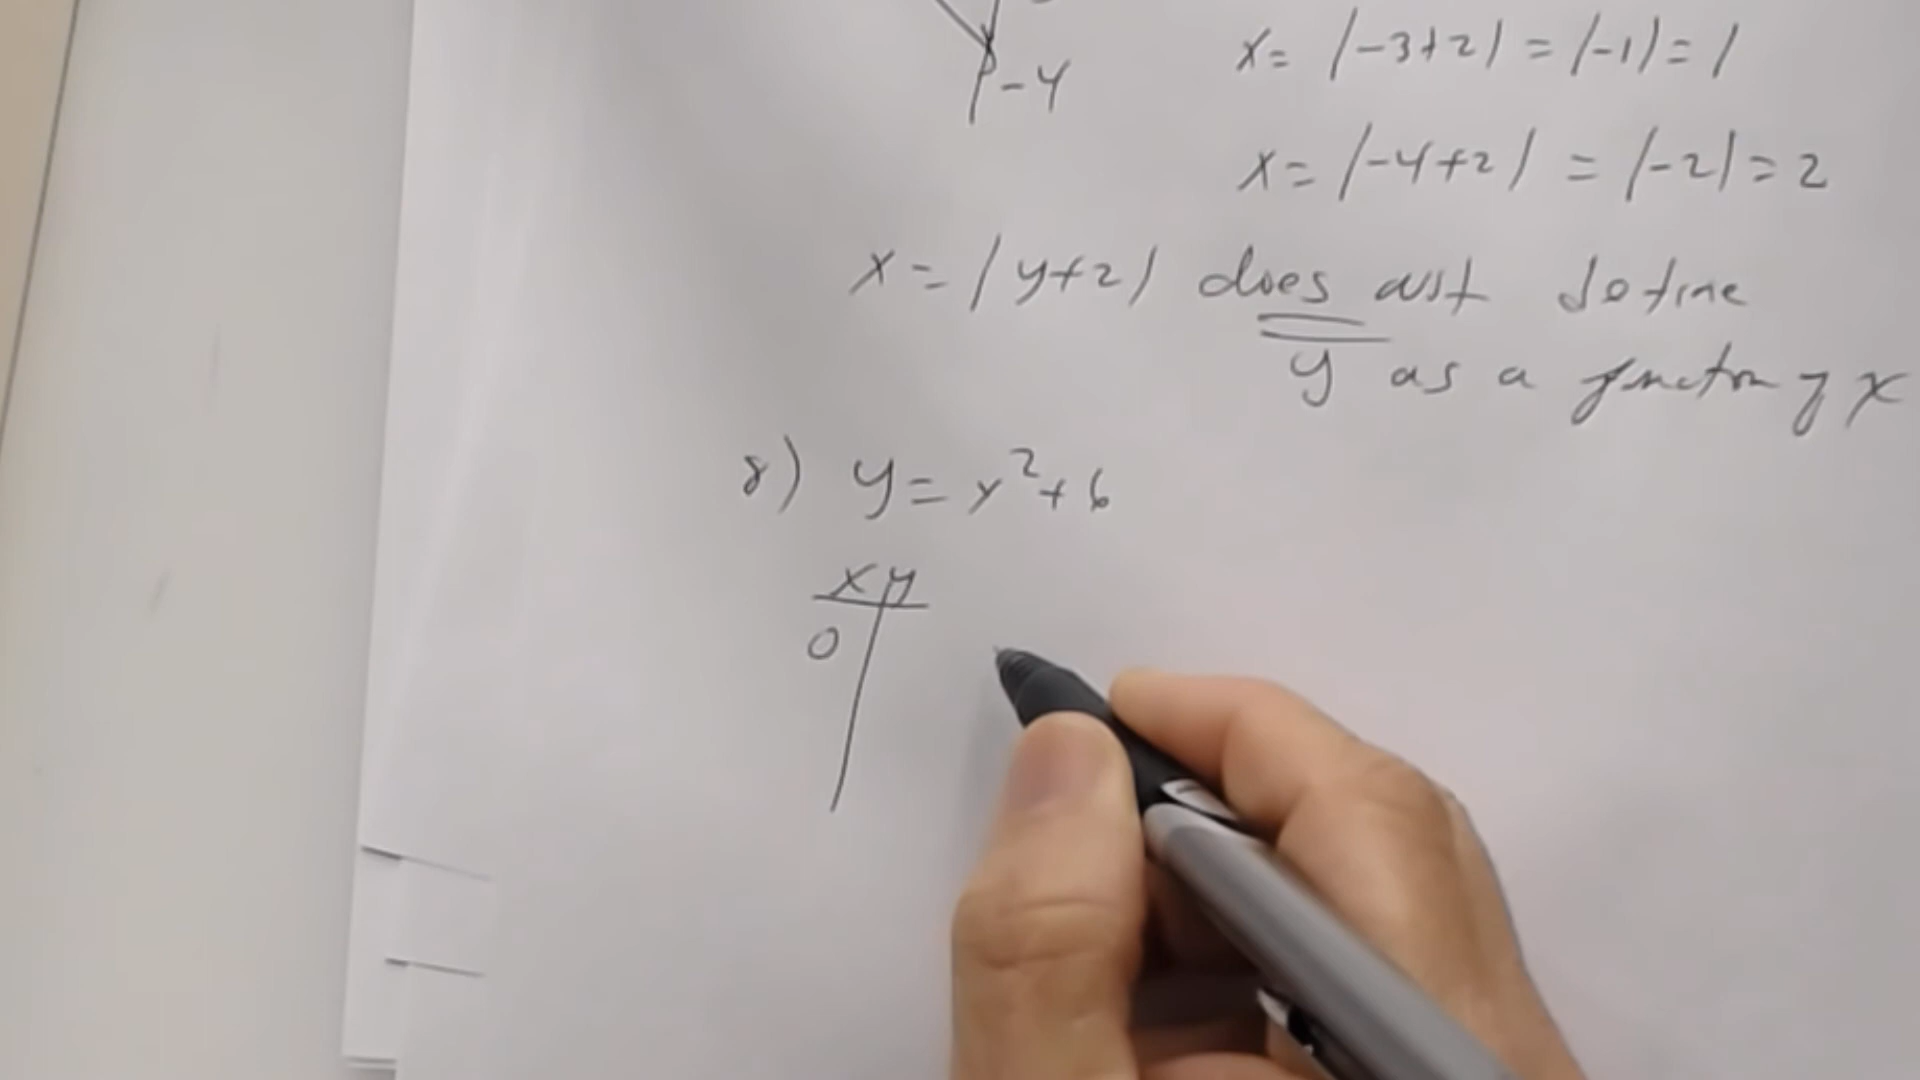 -4
x = |-3+2| = |-1| = 1
x = |-4+2| = |-2| = 2
x = |y+2| does not define
y as a function of x
8) y = x²+6
x y
0